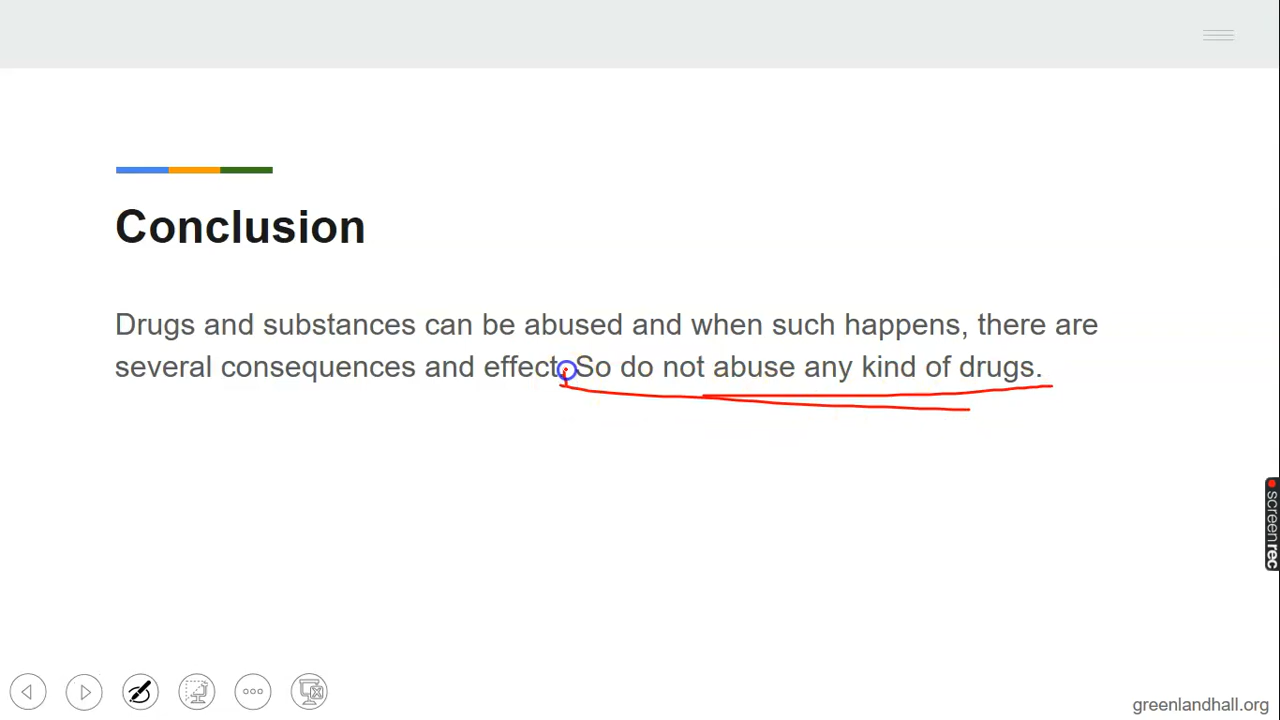 Conclusion
Drugs and substances can be abused and when such happens, there are
several consequences and effect. So do not abuse any kind of drugs.
screenrec
greenlandhall.org